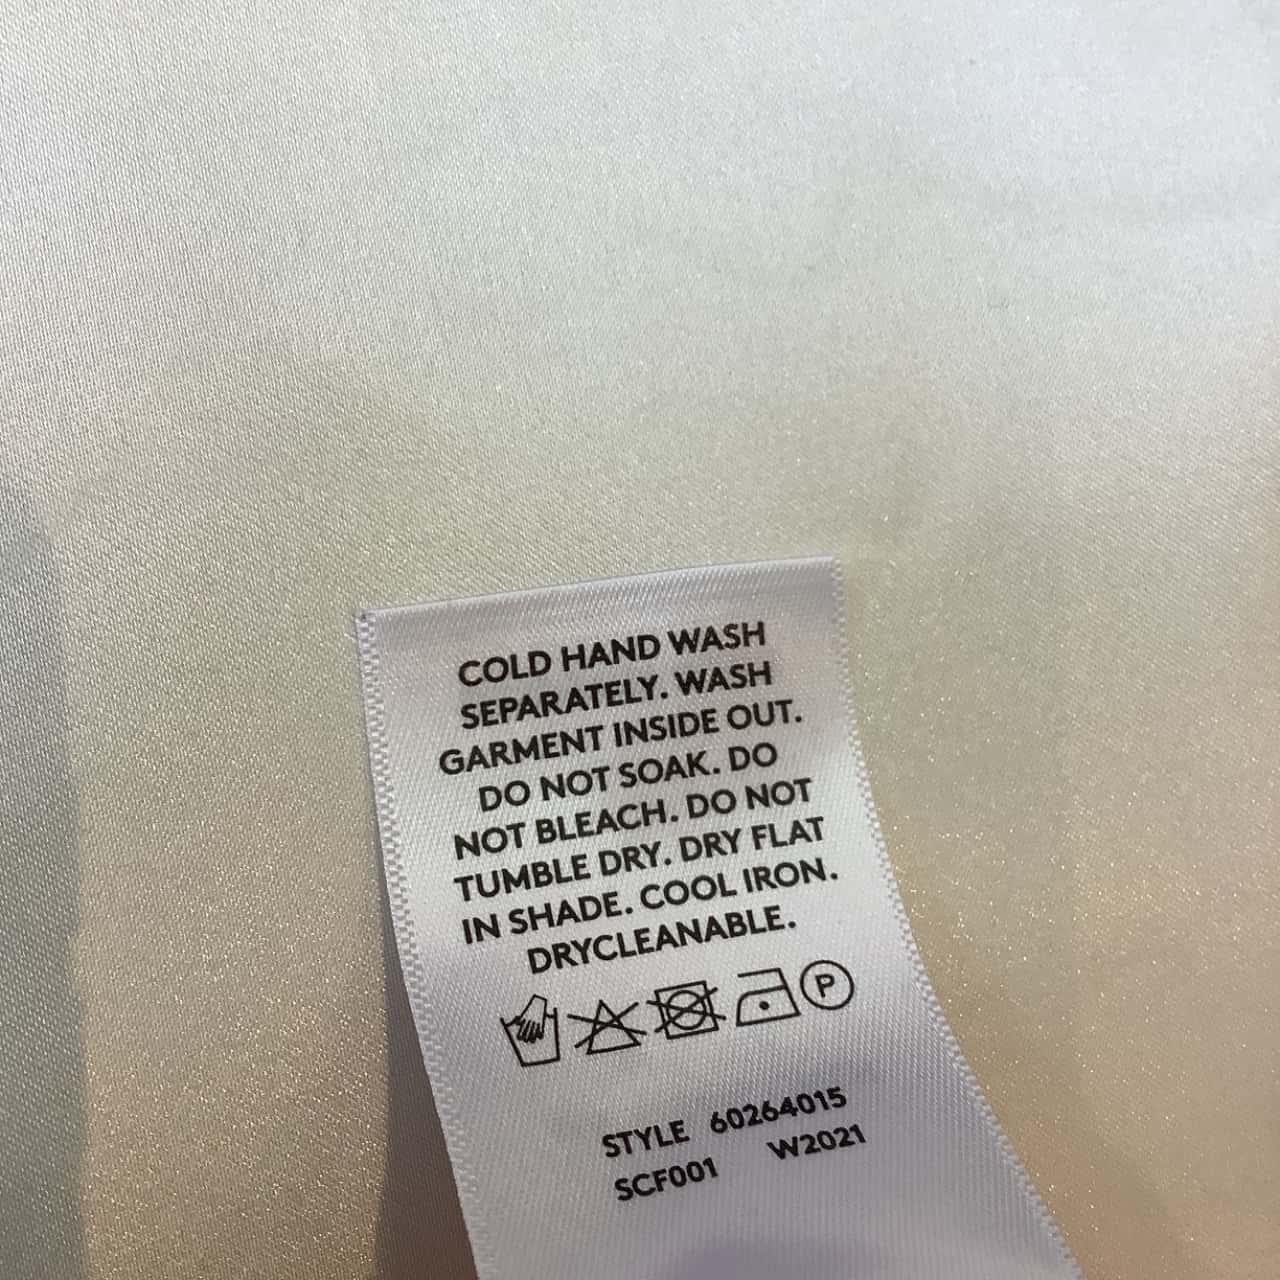 COLD HAND WASH
SEPARATELY. WASH
GARMENT INSIDE OUT.
DO NOT SOAK. DO
NOT BLEACH. DO NOT
TUMBLE DRY. DRY FLAT
IN SHADE. COOL IRON.
DRYCLEANABLE.
P
STYLE 60264015
SCF001 W2021